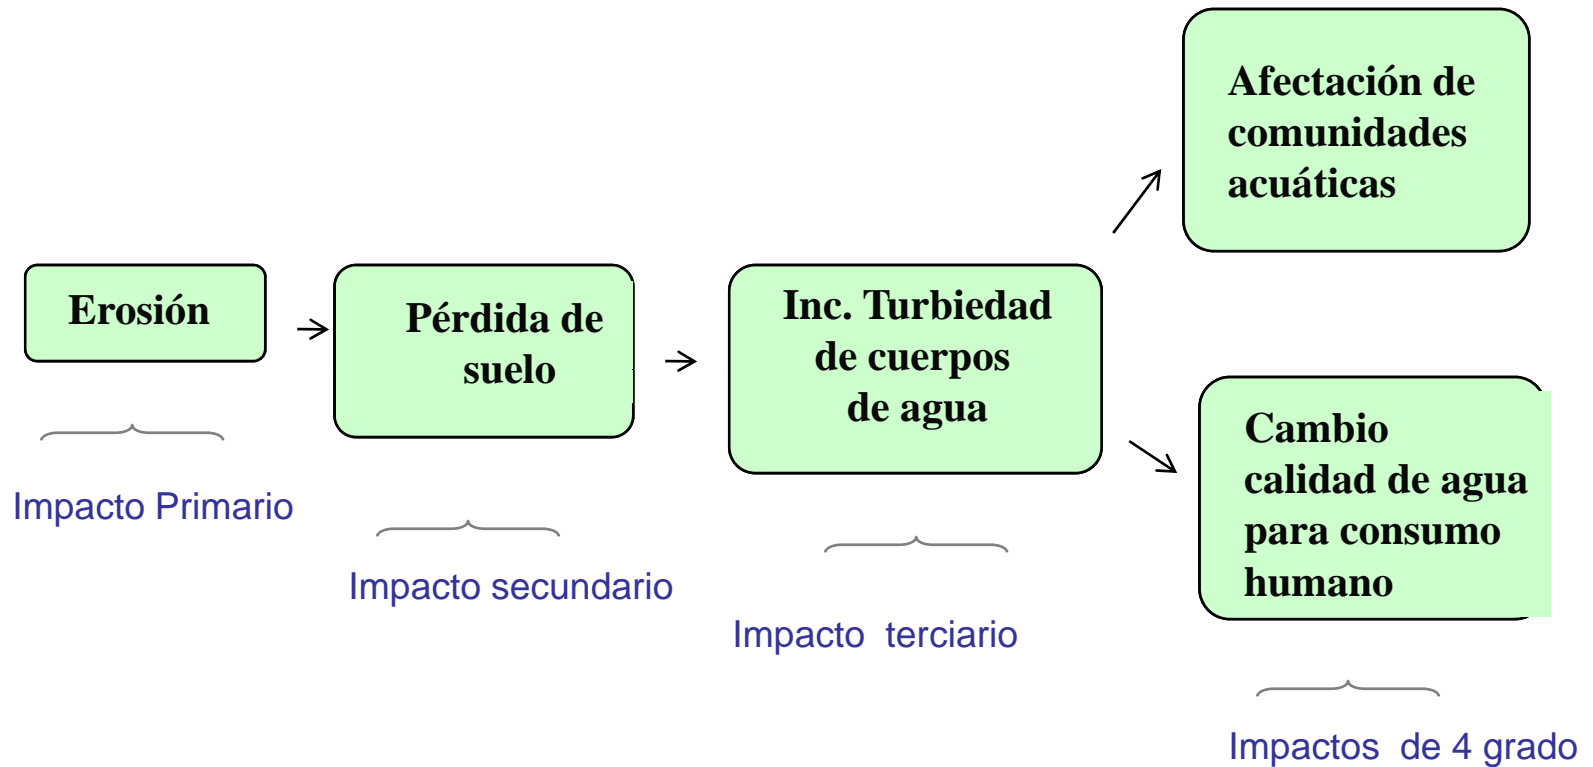 Erosión
Impacto Primario
Pérdida de
suelo
Impacto secundario
Inc. Turbiedad
de cuerpos
de agua
Impacto  terciario
Afectación de
comunidades
acuáticas
Cambio
calidad de agua
para consumo
humano
Impactos  de 4 grado